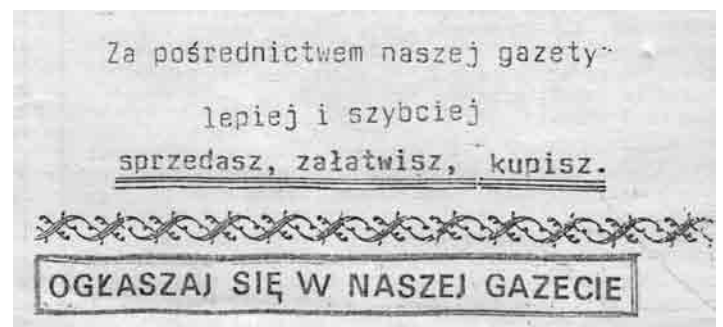 Za pośrednictwem naszej gazety
lepiej i szybciej
sprzedasz, załatwisz, kupisz.
OGŁASZAJ SIĘ W NASZEJ GAZECIE